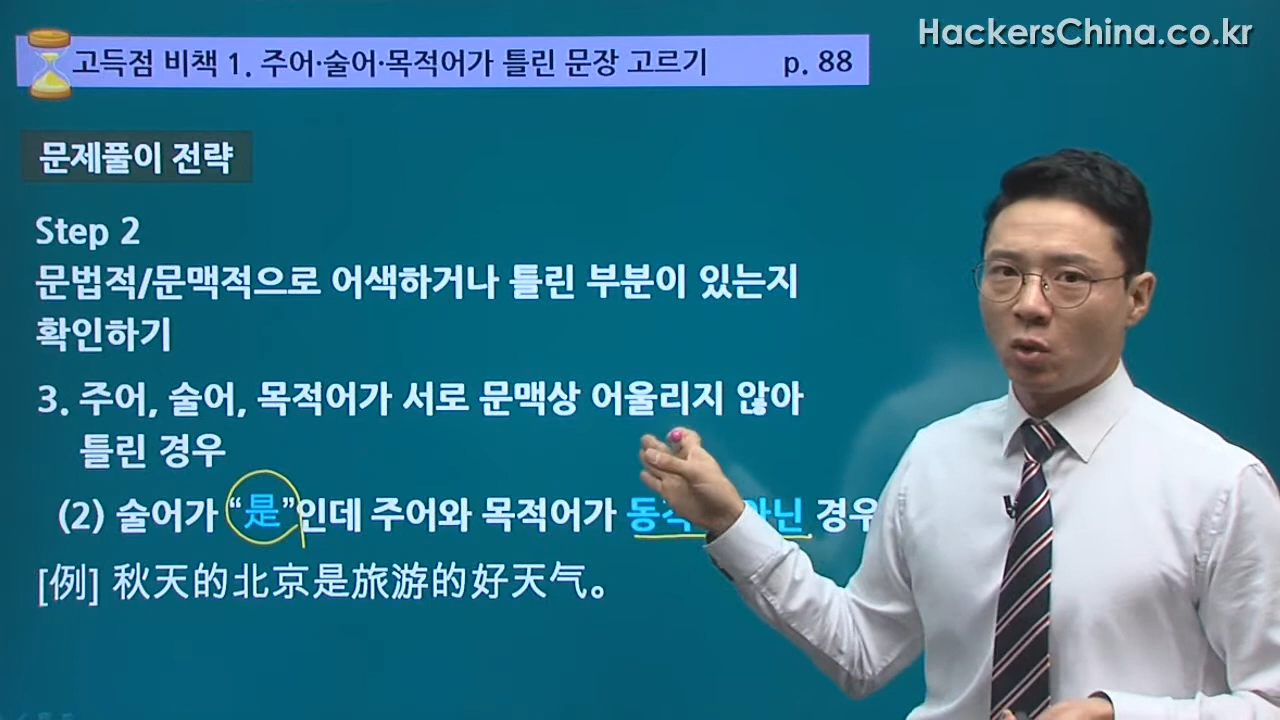 HackersChina.co.kr
고득점 비책 1. 주어·술어·목적어가 틀린 문장 고르기 p. 88
문제풀이 전략
Step 2
문법적/문맥적으로 어색하거나 틀린 부분이 있는지
확인하기
3. 주어, 술어, 목적어가 서로 문맥상 어울리지 않아
틀린 경우
(2) 술어가 “是”인데 주어와 목적어가 경우
[例] 秋天的北京是旅游的好天气。